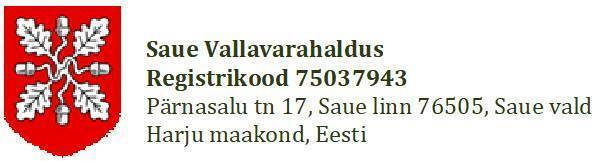 Saue Vallavarahaldus
Registrikood 75037943
Pärnasalu tn 17, Saue linn 76505, Saue vald
Harju maakond, Eesti